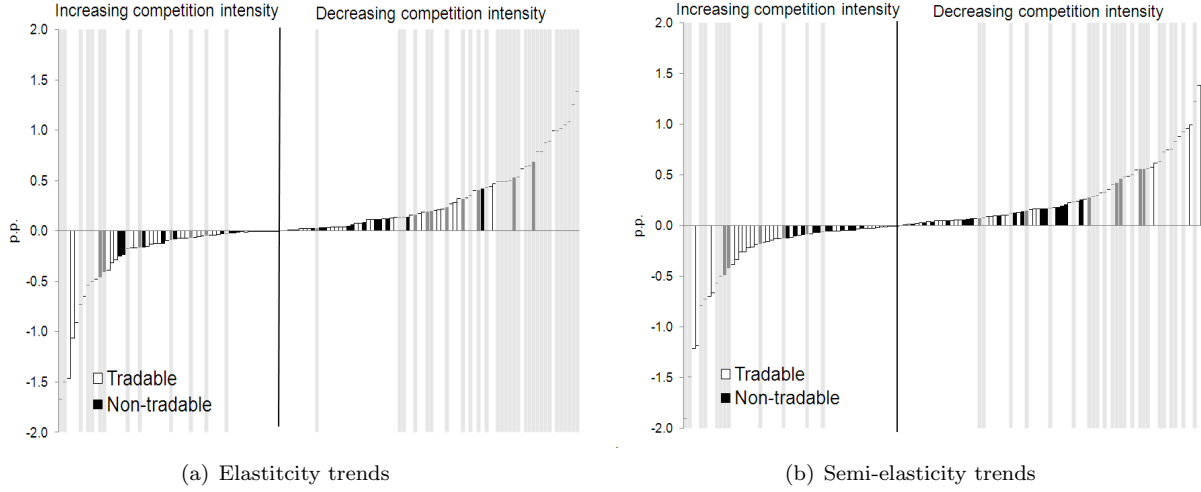 Increasing competition intensity Decreasing competition intensity
2.0
1.5
1.0
0.5
0.0
-0.5
-1.0
-1.5
-2.0
p.p.
Tradable
Non-tradable
(a) Elastitcity trends
Increasing competition intensity Decreasing competition intensity
2.0
1.5
1.0
0.5
0.0
-0.5
-1.0
-1.5
-2.0
p.p.
Tradable
Non-tradable
(b) Semi-elasticity trends